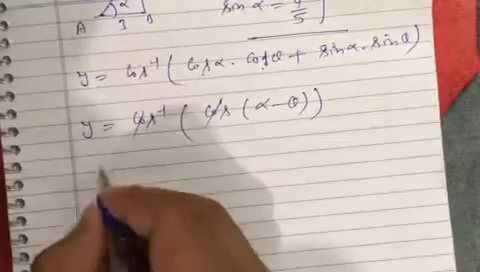 α
sin α = 4/5 ]
A 3 B
y = cos⁻¹ ( cos α . cos θ + sin α . sin θ )
y = cos⁻¹ ( cos ( α - θ ) )